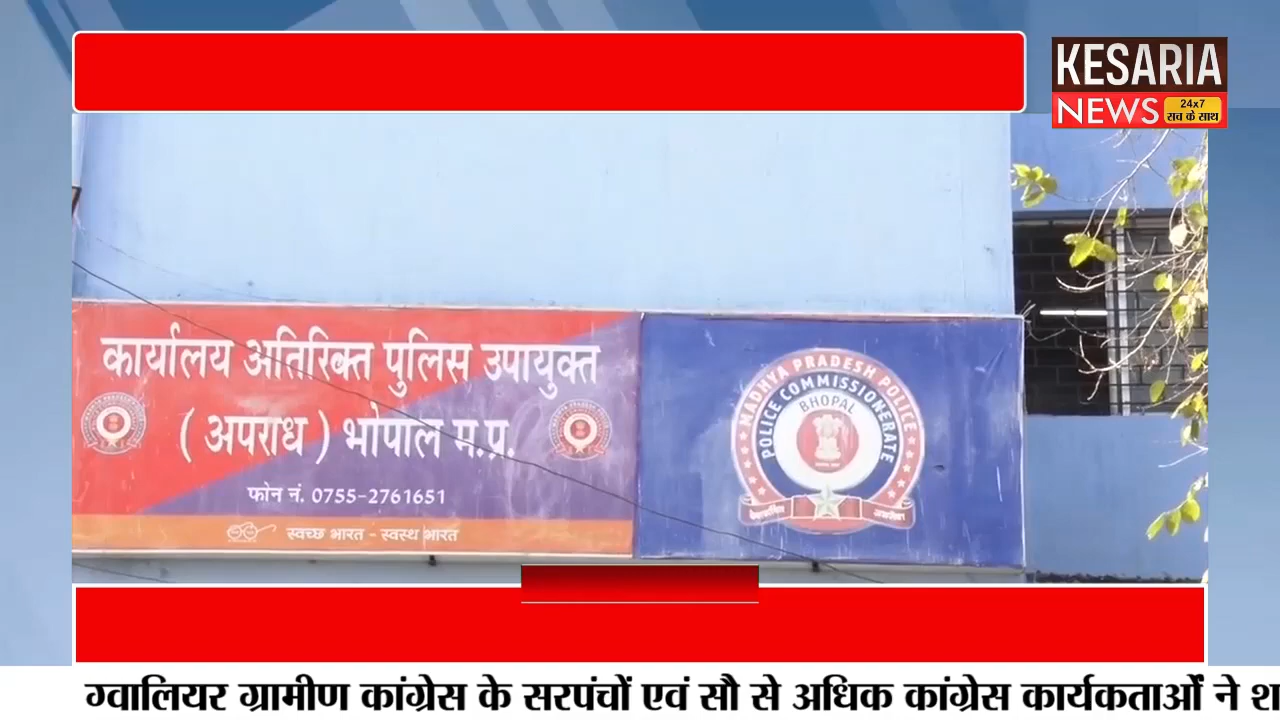 KESARIA
NEWS 24x7
सच के साथ
कार्यालय अतिरिक्त पुलिस उपायुक्त
( अपराध ) भोपाल म.प्र.
फोन नं. 0755-2761651
स्वच्छ भारत - स्वस्थ भारत
MADHYA PRADESH POLICE
POLICE COMMISSIONERATE
BHOPAL
ग्वालियर ग्रामीण कांग्रेस के सरपंचों एवं सौ से अधिक कांग्रेस कार्यकताओं ने श